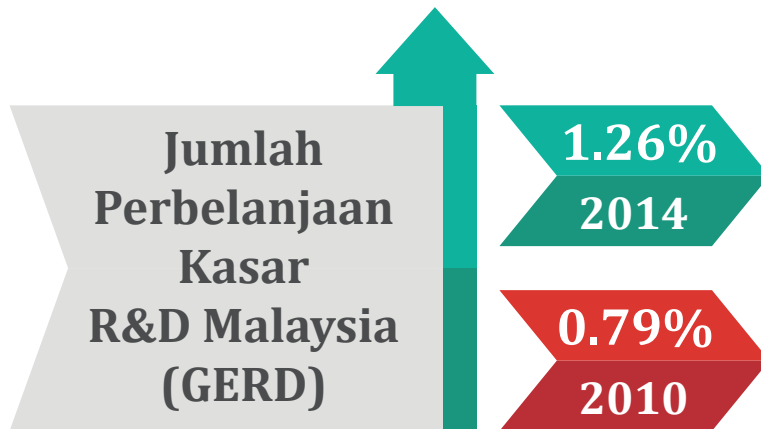 Jumlah
Perbelanjaan
Kasar
R&D Malaysia
(GERD)
1.26%
2014
0.79%
2010